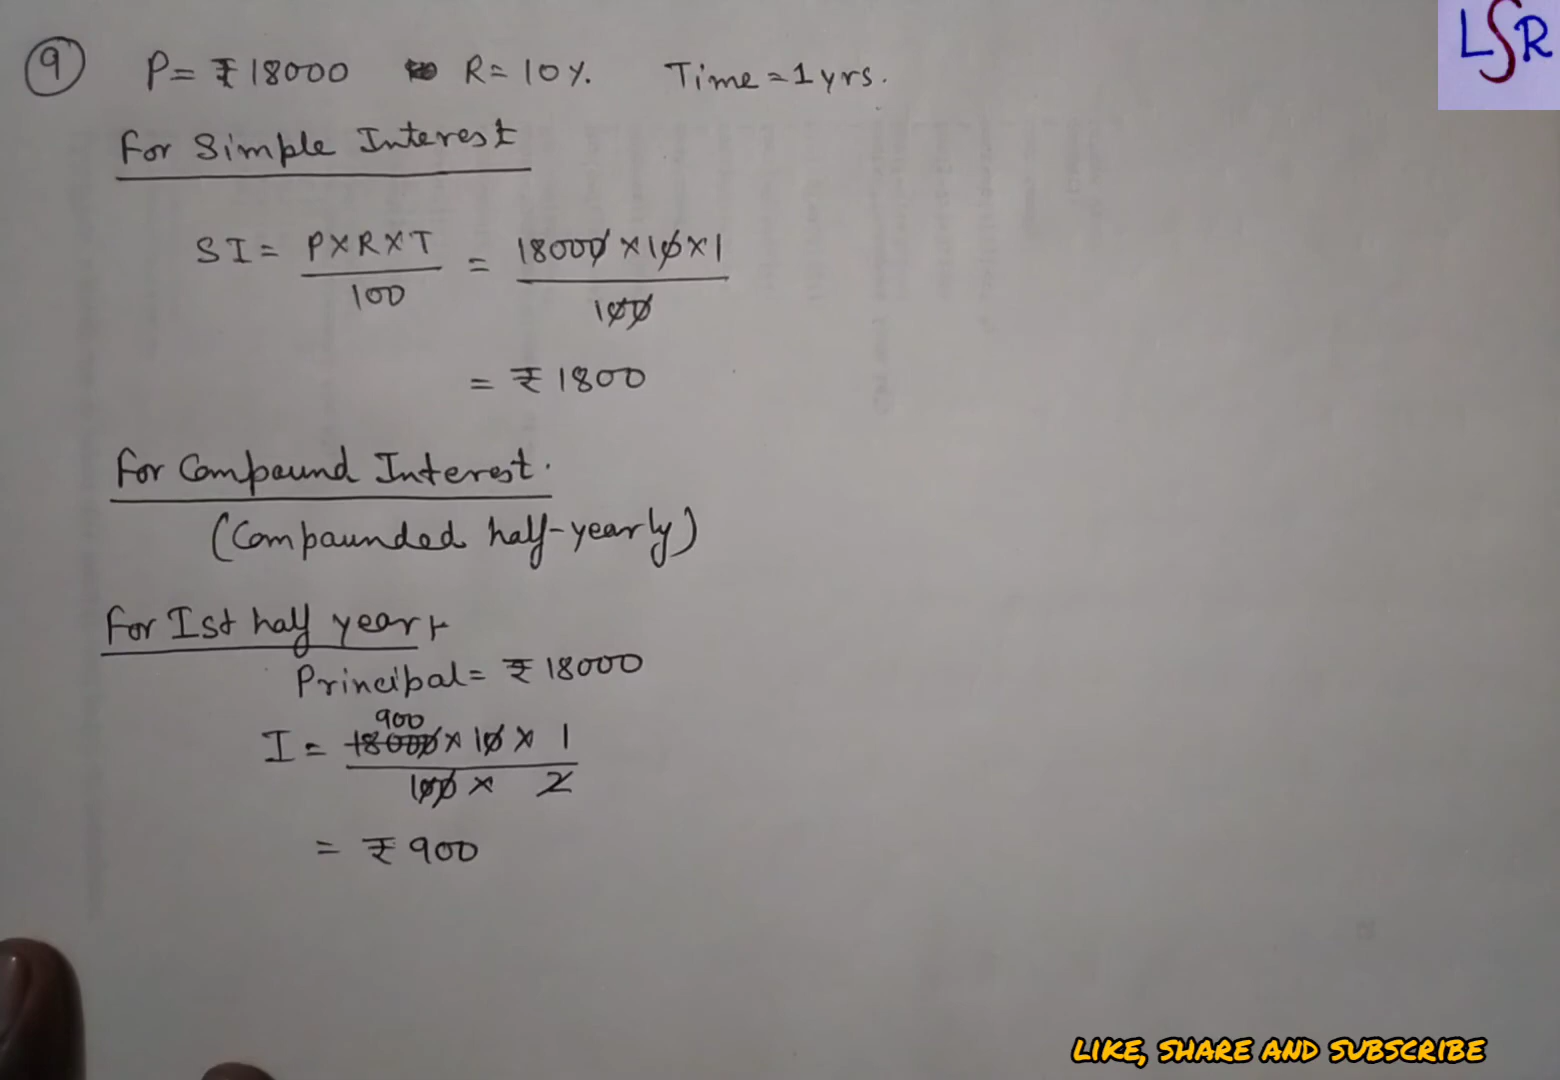 LSR
9 P = ₹ 18000 R = 10 %. Time = 1 yrs.
For Simple Interest
SI = P×R×T / 100 = 18000 × 10 × 1 / 100
= ₹ 1800
For Compound Interest.
(Compaunded half-yearly)
For Ist half year
Principal = ₹ 18000
900
I = 18000 × 10 × 1 / 100 × 2
= ₹ 900
LIKE, SHARE AND SUBSCRIBE